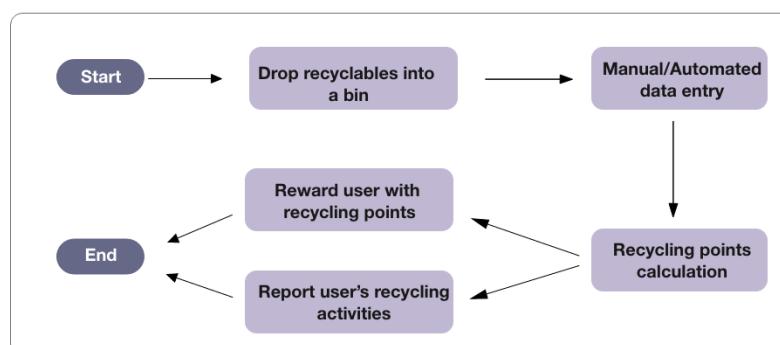 Start
Drop recyclables into
a bin
Manual/Automated
data entry
Reward user with
recycling points
End
Recycling points
calculation
Report user's recycling
activities